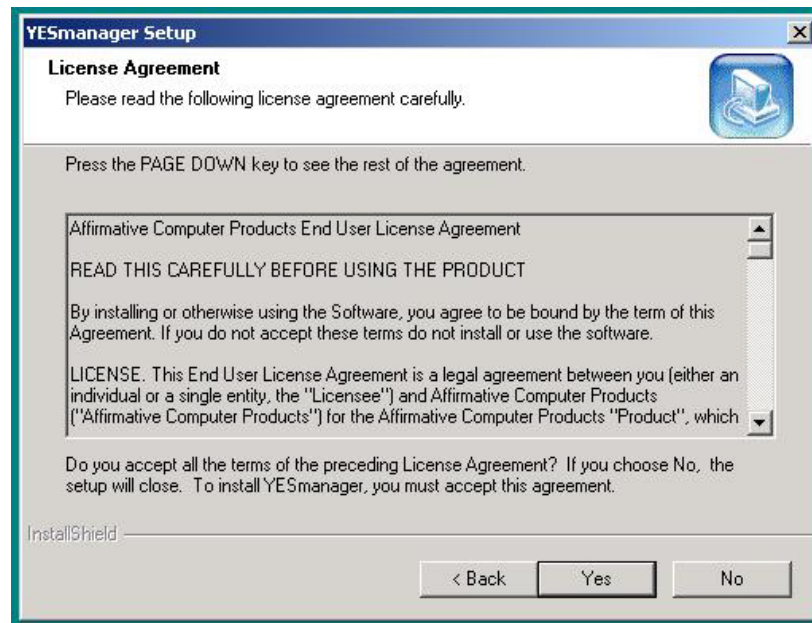 YESmanager Setup
License Agreement
Please read the following license agreement carefully.
Press the PAGE DOWN key to see the rest of the agreement.
Affirmative Computer Products End User License Agreement
READ THIS CAREFULLY BEFORE USING THE PRODUCT
By installing or otherwise using the Software, you agree to be bound by the term of this
Agreement. If you do not accept these terms do not install or use the software.
LICENSE. This End User License Agreement is a legal agreement between you (either an
individual or a single entity, the "Licensee") and Affirmative Computer Products
("Affirmative Computer Products") for the Affirmative Computer Products "Product", which
Do you accept all the terms of the preceding License Agreement? If you choose No, the
setup will close. To install YESmanager, you must accept this agreement.
InstallShield
< Back Yes No